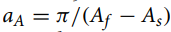 a_A = π/(A_f − A_s)